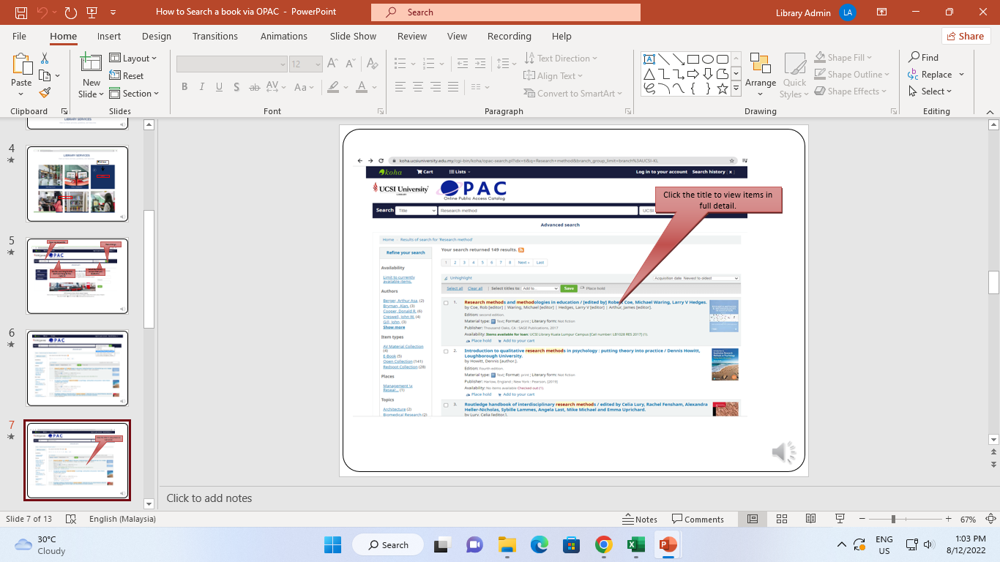 How to Search a book via OPAC - PowerPoint
Search
Library Admin
LA
File Home Insert Design Transitions Animations Slide Show Review View Recording Help
Share
Paste
New Slide
Layout
Reset
Section
12
B I U S ab AV Aa
A
Text Direction
Align Text
Convert to SmartArt
Arrange
Quick Styles
Shape Fill
Shape Outline
Shape Effects
Find
Replace
Select
Clipboard Slides Font Paragraph Drawing Editing
LIBRARY SERVICES
4
LIBRARY SERVICES
5
6
OPAC
7
OPAC
koha.ucsiuniversity.edu.my/cgi-bin/koha/opac-search.pl?idx=ti&q=Research+method&branch_group_limit=branch%3AUCSI-KL
koha Cart Lists Log in to your account Search history | x |
UCSI University
LIBRARY
OPAC
Online Public Access Catalog
Click the title to view items in
full detail.
Search Title Research method UCSI
Advanced search
Home Results of search for 'Research method'
Refine your search
Availability
Limit to currently
available items.
Authors
Berger, Arthur Asa. (2)
Bryman, Alan. (3)
Cooper, Donald R. (6)
Creswell, John W. (4)
Gill, John, (3)
Show more
Item types
AV Material Collection
(4)
E-Book (5)
Open Collection (141)
Redspot Collection (28)
Places
Management \x
Resear... (1)
Topics
Architecture (2)
Biomedical Research (2)
Your search returned 149 results.
1 2 3 4 5 6 7 8 Next » Last
Unhighlight Acquisition date: Newest to oldest
Select all Clear all | Select titles to: Add to... Save Place hold
1. Research methods and methodologies in education / [edited by] Robert Coe, Michael Waring, Larry V Hedges.
by Coe, Rob [editor] | Waring, Michael [editor] | Hedges, Larry V [editor] | Arthur, James [editor].
Edition: second edition.
Material type: Text; Format: print ; Literary form: Not fiction
Publisher: Thousand Oaks, CA : SAGE Publications, 2017
Availability: Items available for loan: UCSI Library Kuala Lumpur Campus [Call number: LB1028 RES 2017] (1).
Place hold Add to your cart
2. Introduction to qualitative research methods in psychology : putting theory into practice / Dennis Howitt,
Loughborough University.
by Howitt, Dennis [author.].
Edition: Fourth edition.
Material type: Text; Format: print ; Literary form: Not fiction
Publisher: Harlow, England ; New York : Pearson, [2019]
Availability: No items available Checked out (1).
Place hold Add to your cart
3. Routledge handbook of interdisciplinary research methods / edited by Celia Lury, Rachel Fensham, Alexandra
Heller-Nicholas, Sybille Lammes, Angela Last, Mike Michael and Emma Uprichard.
by Lury, Celia [editor.].
Click to add notes
Slide 7 of 13 English (Malaysia) Notes Comments 67%
30°C
Cloudy
Search
ENG
US
1:03 PM
8/12/2022